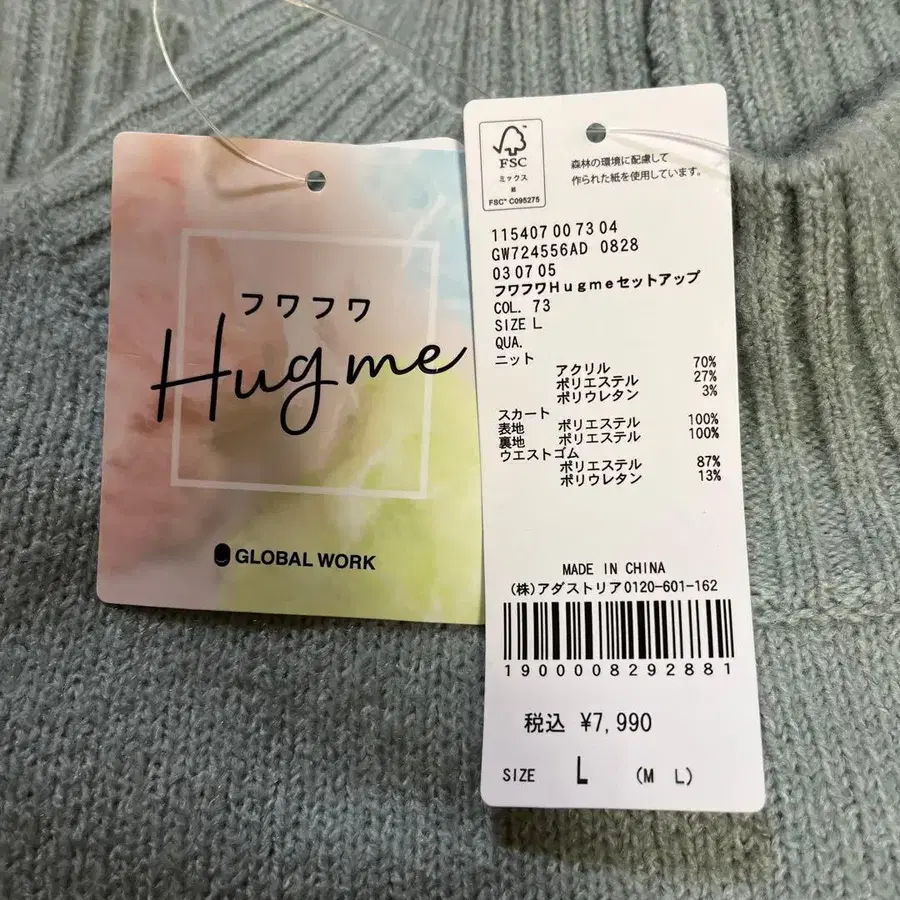 フワフワ
Hugme
GLOBAL WORK
FSC
ミックス
紙
FSC™ C095275
森林の環境に配慮して
作られた紙を使用しています。
115407 00 73 04
GW724556AD 0828
03 07 05
フワフワHugmeセットアップ
COL. 73
SIZE L
QUA.
ニット
アクリル 70%
ポリエステル 27%
ポリウレタン 3%
スカート
表地 ポリエステル 100%
裏地 ポリエステル 100%
ウエストゴム
ポリエステル 87%
ポリウレタン 13%
MADE IN CHINA
(株)アダストリア0120-601-162
1900008292881
税込 ¥7,990
SIZE L (M L)